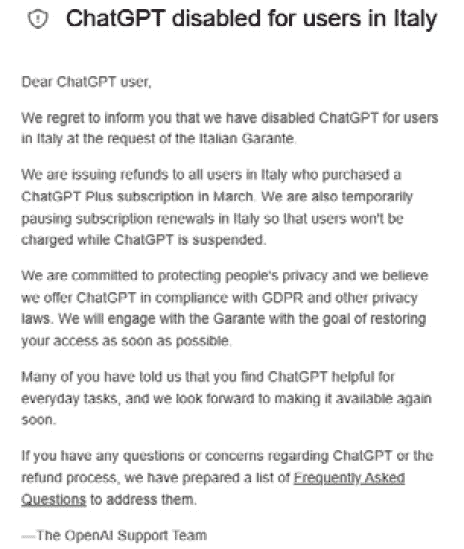 ChatGPT disabled for users in Italy
Dear ChatGPT user,
We regret to inform you that we have disabled ChatGPT for users
in Italy at the request of the Italian Garante.
We are issuing refunds to all users in Italy who purchased a
ChatGPT Plus subscription in March. We are also temporarily
pausing subscription renewals in Italy so that users won't be
charged while ChatGPT is suspended.
We are committed to protecting people's privacy and we believe
we offer ChatGPT in compliance with GDPR and other privacy
laws. We will engage with the Garante with the goal of restoring
your access as soon as possible.
Many of you have told us that you find ChatGPT helpful for
everyday tasks, and we look forward to making it available again
soon.
If you have any questions or concerns regarding ChatGPT or the
refund process, we have prepared a list of Frequently Asked
Questions to address them.
—The OpenAI Support Team